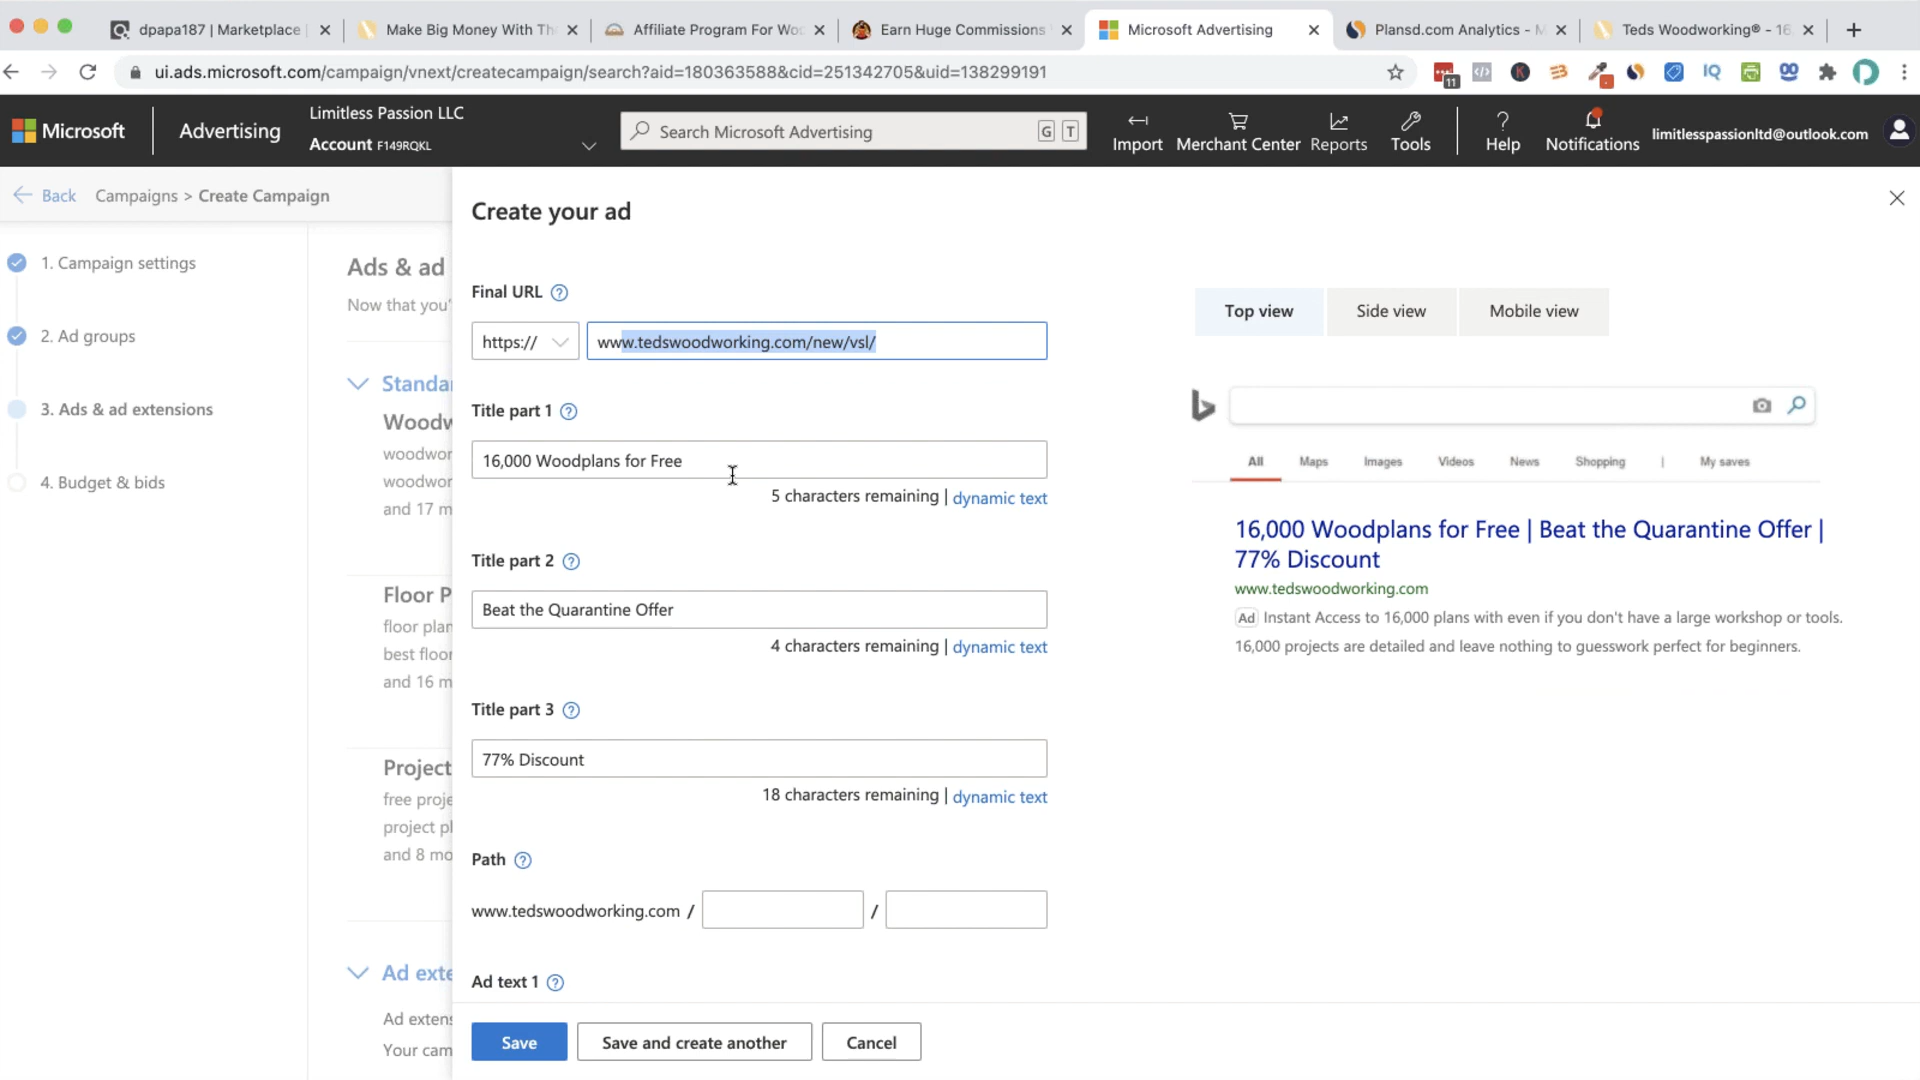 dpapa187 | Marketplace
Make Big Money With Th
Affiliate Program For Woo
Earn Huge Commissions
Microsoft Advertising
Plansd.com Analytics - M
Teds Woodworking® - 16
ui.ads.microsoft.com/campaign/vnext/createcampaign/search?aid=180363588&cid=251342705&uid=138299191
11
IQ
Microsoft
Advertising
Limitless Passion LLC
Account F149RQKL
Search Microsoft Advertising
G T
Import
Merchant Center
Reports
Tools
Help
Notifications
limitlesspassionltd@outlook.com
Back
Campaigns > Create Campaign
1. Campaign settings
2. Ad groups
3. Ads & ad extensions
4. Budget & bids
Ads & ad
Now that you'
Standa
Woodw
woodwor
woodwor
and 17 m
Floor P
floor plan
best floor
and 16 m
Project
free proje
project pl
and 8 mo
Ad exte
Ad extens
Your cam
Create your ad
Final URL
https://
www.tedswoodworking.com/new/vsl/
Title part 1
16,000 Woodplans for Free
5 characters remaining | dynamic text
Title part 2
Beat the Quarantine Offer
4 characters remaining | dynamic text
Title part 3
77% Discount
18 characters remaining | dynamic text
Path
www.tedswoodworking.com / /
Ad text 1
Save
Save and create another
Cancel
Top view
Side view
Mobile view
All
Maps
Images
Videos
News
Shopping
|
My saves
16,000 Woodplans for Free | Beat the Quarantine Offer |
77% Discount
www.tedswoodworking.com
Ad Instant Access to 16,000 plans with even if you don't have a large workshop or tools.
16,000 projects are detailed and leave nothing to guesswork perfect for beginners.